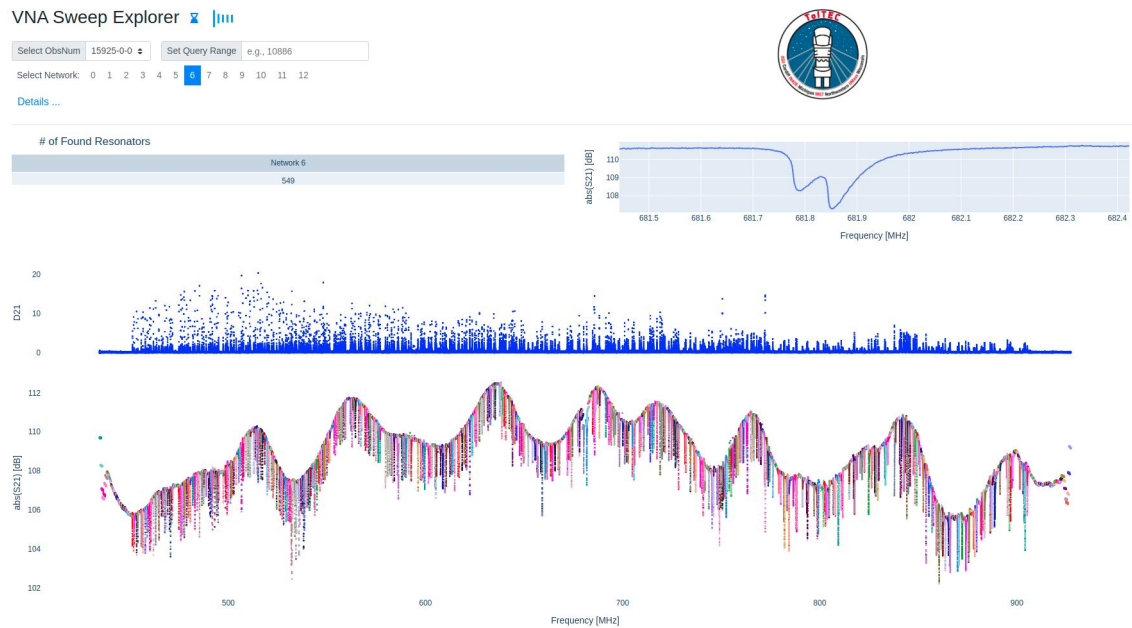 VNA Sweep Explorer
Select ObsNum 15925-0-0 Set Query Range e.g., 10886
Select Network: 0 1 2 3 4 5 6 7 8 9 10 11 12
Details ...
TolTEC
# of Found Resonators
Network 6
549
abs(S21) [dB]
110
109
108
681.5 681.6 681.7 681.8 681.9 682 682.1 682.2 682.3 682.4
Frequency [MHz]
D21
20
10
0
abs(S21) [dB]
112
110
108
106
104
102
500 600 700 800 900
Frequency [MHz]